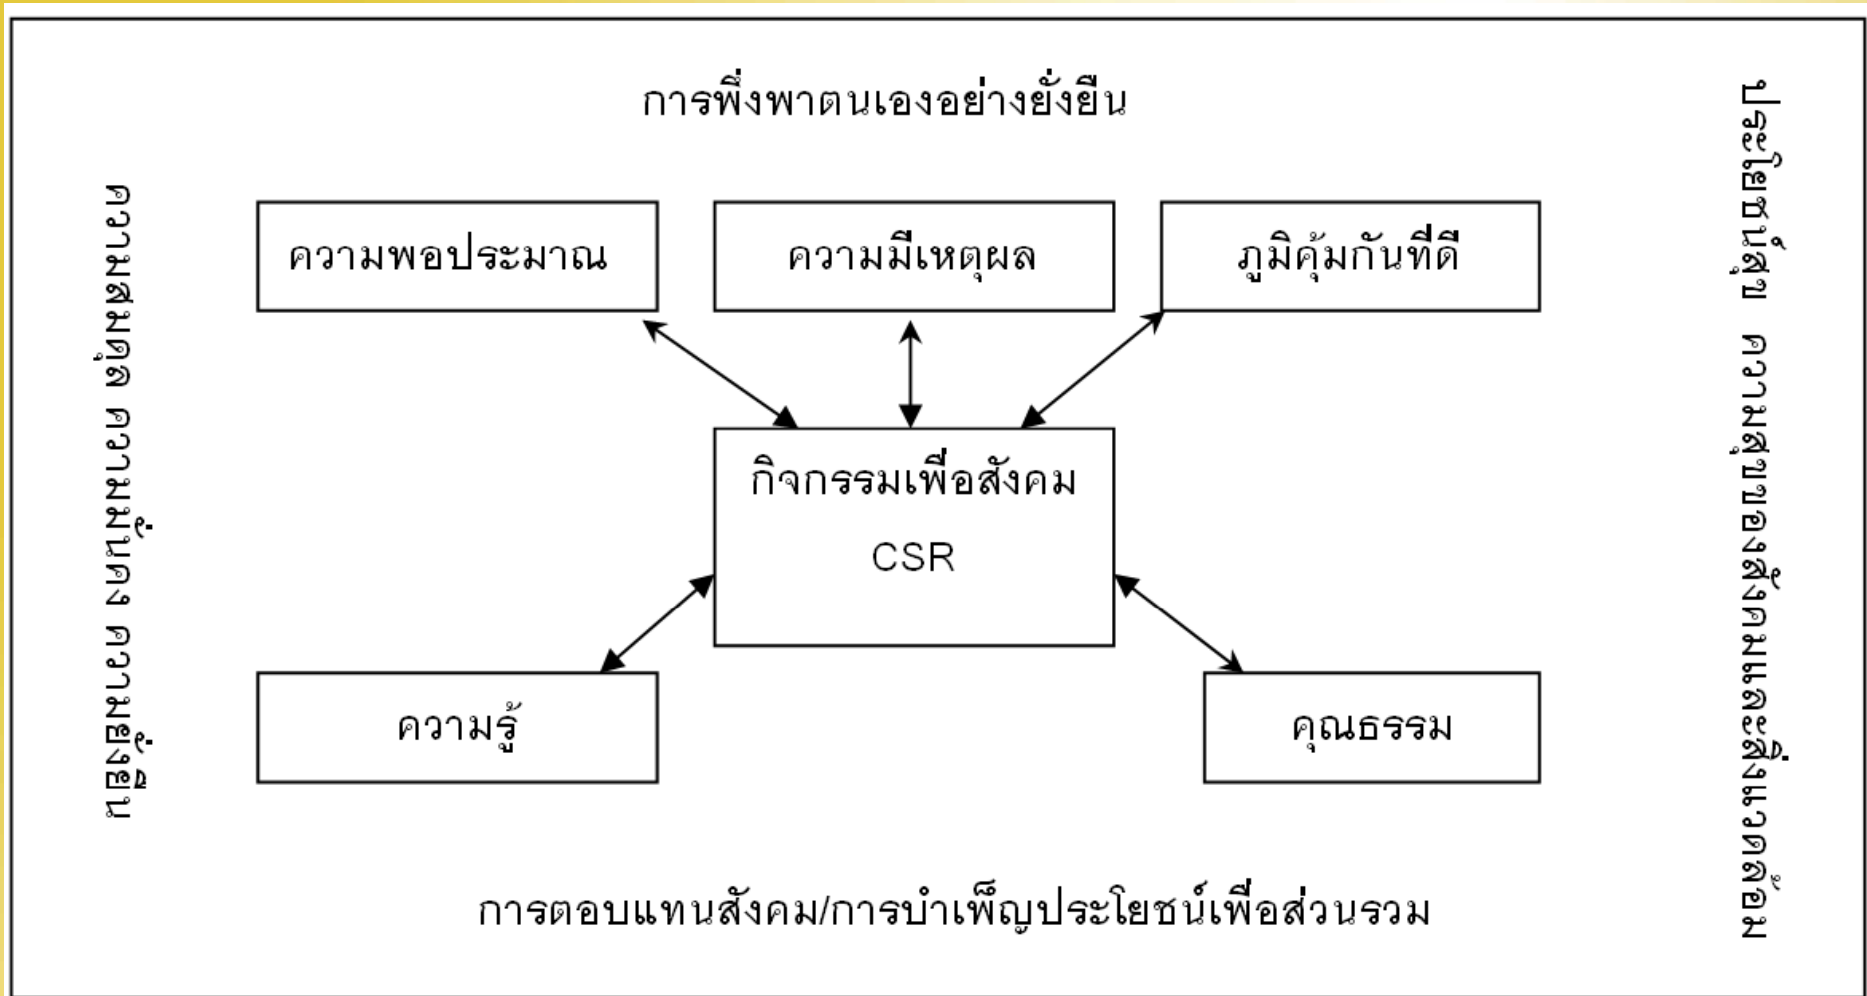 การพึ่งพาตนเองอย่างยั่งยืน
ความพอประมาณ
ความมีเหตุผล
ภูมิคุ้มกันที่ดี
กิจกรรมเพื่อสังคม
CSR
ความรู้
คุณธรรม
การตอบแทนสังคม/การบำเพ็ญประโยชน์เพื่อส่วนรวม
ความสมดุล ความมั่นคง ความยั่งยืน
ประโยชน์สุข ความสุขของสังคมและสิ่งแวดล้อม